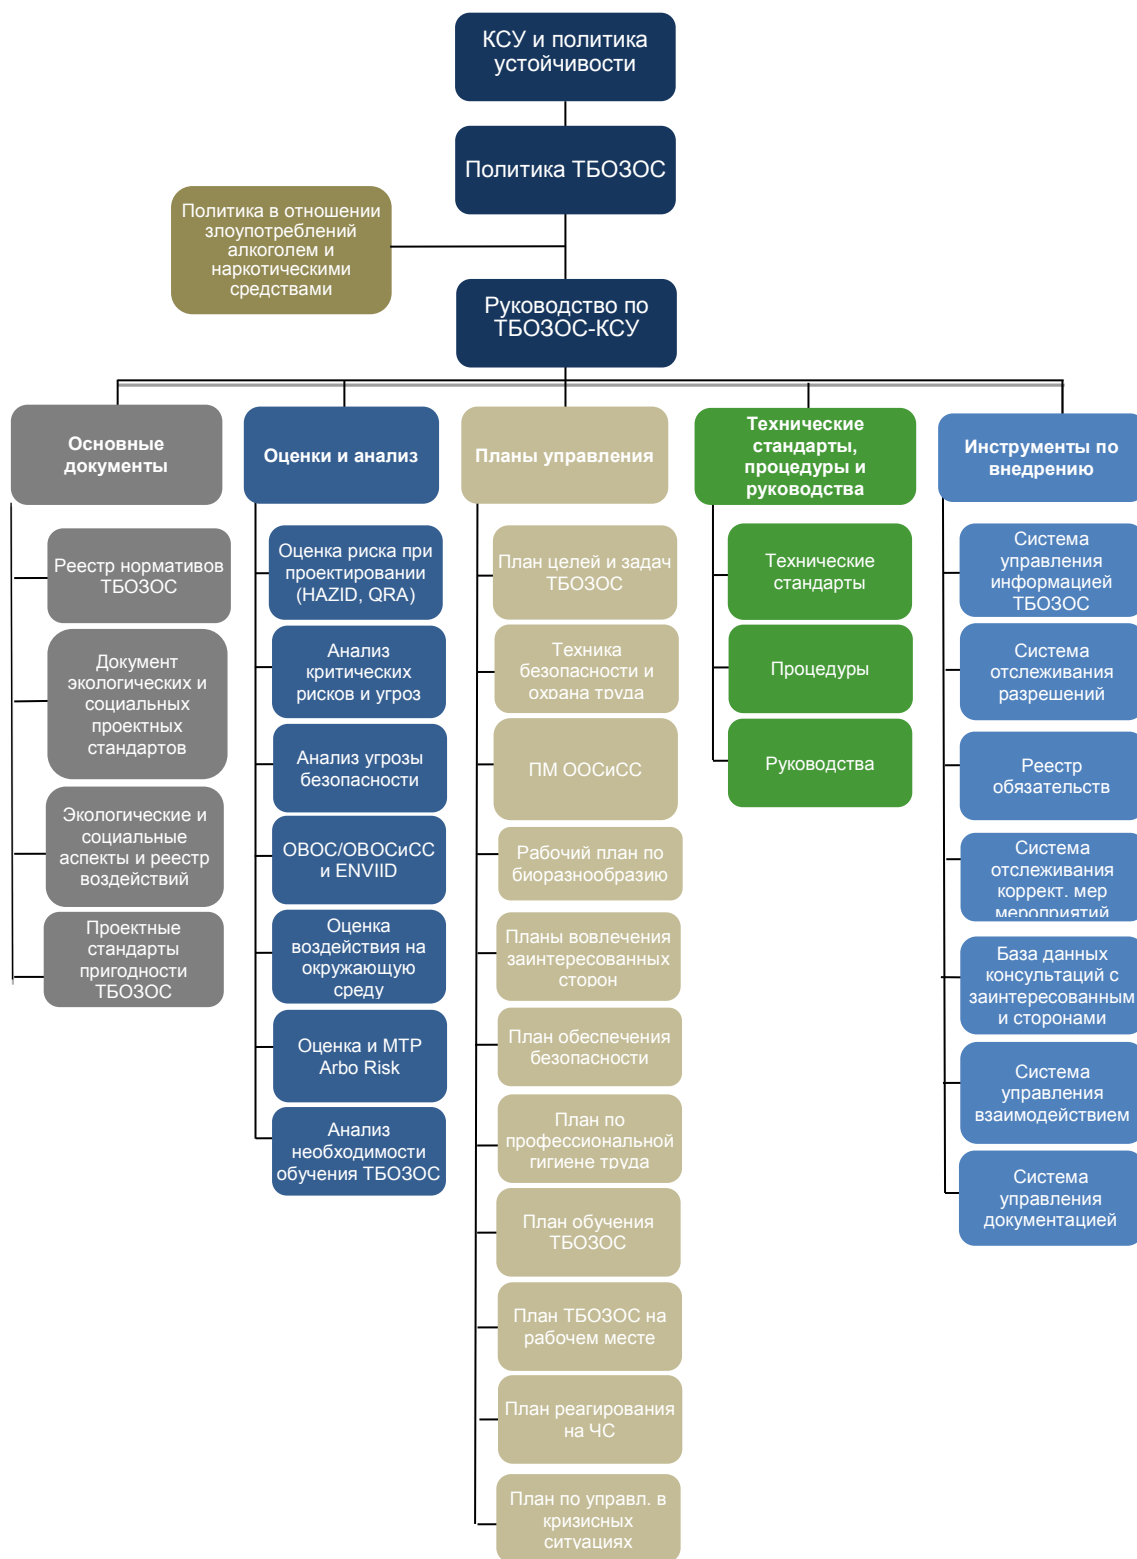 КСУ и политика
устойчивости
Политика ТБОЗОС
Политика в отношении
злоупотреблений
алкоголем и
наркотическими
средствами
Руководство по
ТБОЗОС-КСУ
Основные
документы
Реестр нормативов
ТБОЗОС
Документ
экологических и
социальных
проектных
стандартов
Экологические и
социальные
аспекты и реестр
воздействий
Проектные
стандарты
пригодности
ТБОЗОС
Оценки и анализ
Оценка риска при
проектировании
(HAZID, QRA)
Анализ
критических
рисков и угроз
Анализ угрозы
безопасности
ОВОС/ОВОСиСС
и ENVIID
Оценка
воздействия на
окружающую
среду
Оценка и МТР
Arbo Risk
Анализ
необходимости
обучения ТБОЗОС
Планы управления
План целей и задач
ТБОЗОС
Техника
безопасности и
охрана труда
ПМ ООСиСС
Рабочий план по
биоразнообразию
Планы вовлечения
заинтересованных
сторон
План обеспечения
безопасности
План по
профессиональной
гигиене труда
План обучения
ТБОЗОС
План ТБОЗОС на
рабочем месте
План реагирования
на ЧС
План по управл. в
кризисных
ситуациях
Технические
стандарты,
процедуры и
руководства
Технические
стандарты
Процедуры
Руководства
Инструменты по
внедрению
Система
управления
информацией
ТБОЗОС
Система
отслеживания
разрешений
Реестр
обязательств
Система
отслеживания
коррект. мер
мероприятий
База данных
консультаций с
заинтересованным
и сторонами
Система
управления
взаимодействием
Система
управления
документацией